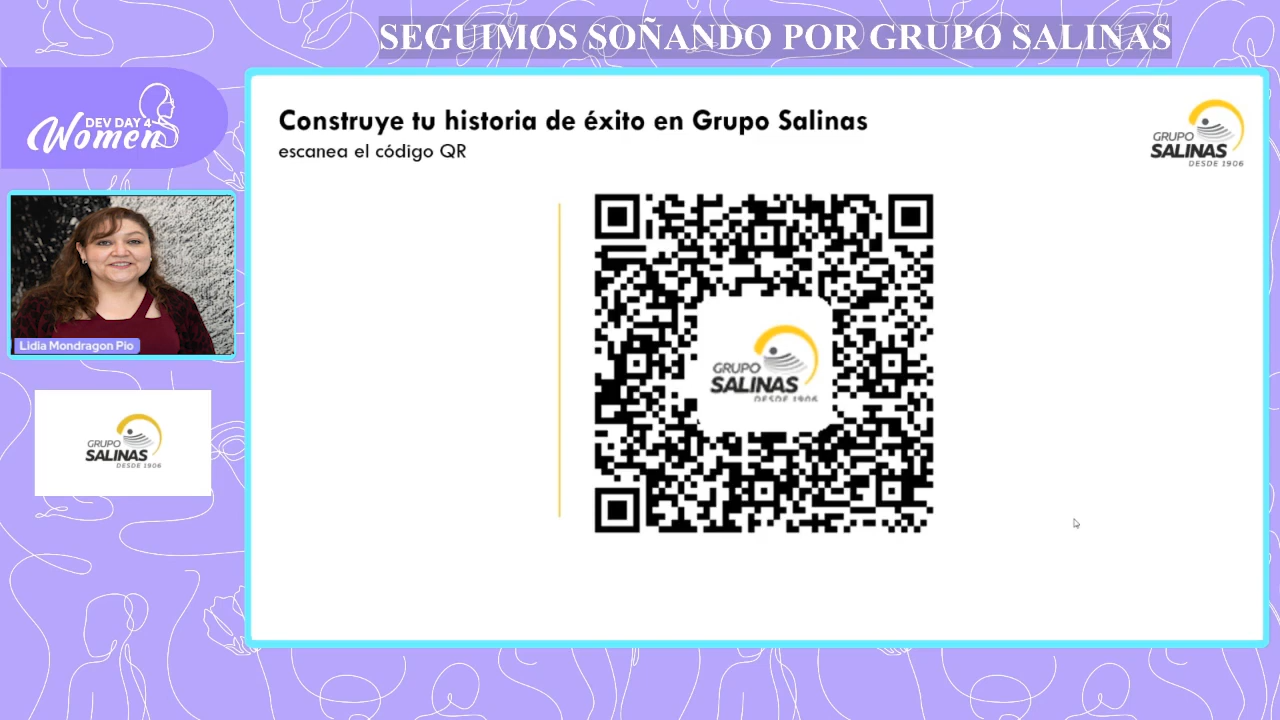 SEGUIMOS SOÑANDO POR GRUPO SALINAS
DEV DAY 4
Women
Construye tu historia de éxito en Grupo Salinas
escanea el código QR
GRUPO
SALINAS
DESDE 1906
Lidia Mondragon Pio
GRUPO
SALINAS
DESDE 1906
GRUPO
SALINAS
DESDE 1906